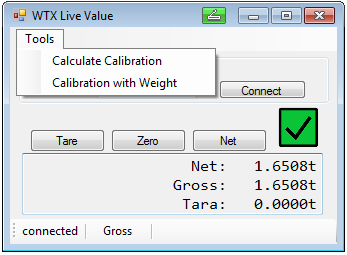 WTX Live Value
Tools
Calculate Calibration
Calibration with Weight
Connect
Tare Zero Net
Net: 1.6508t
Gross: 1.6508t
Tara: 0.0000t
connected Gross